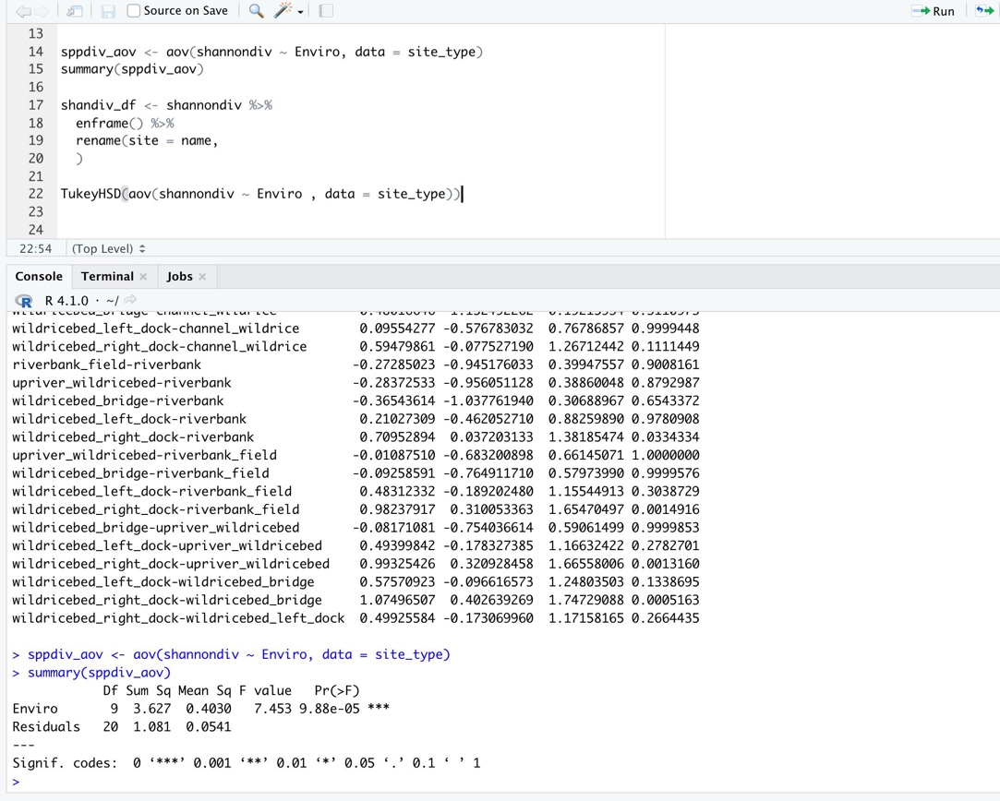 Source on Save
Run
13
14 sppdiv_aov <- aov(shannondiv ~ Enviro, data = site_type)
15 summary(sppdiv_aov)
16
17 shandiv_df <- shannondiv %>%
18 enframe() %>%
19 rename(site = name,
20 )
21
22 TukeyHSD(aov(shannondiv ~ Enviro , data = site_type))
23
24
22:54 (Top Level)
Console Terminal Jobs
R 4.1.0 · ~/
wildricebed_left_dock-channel_wildrice 0.09554277 -0.576783032 0.76786857 0.9999448
wildricebed_right_dock-channel_wildrice 0.59479861 -0.077527190 1.26712442 0.1111449
riverbank_field-riverbank -0.27285023 -0.945176033 0.39947557 0.9008161
upriver_wildricebed-riverbank -0.28372533 -0.956051128 0.38860048 0.8792987
wildricebed_bridge-riverbank -0.36543614 -1.037761940 0.30688967 0.6543372
wildricebed_left_dock-riverbank 0.21027309 -0.462052710 0.88259890 0.9780908
wildricebed_right_dock-riverbank 0.70952894 0.037203133 1.38185474 0.0334334
upriver_wildricebed-riverbank_field -0.01087510 -0.683200898 0.66145071 1.0000000
wildricebed_bridge-riverbank_field -0.09258591 -0.764911710 0.57973990 0.9999576
wildricebed_left_dock-riverbank_field 0.48312332 -0.189202480 1.15544913 0.3038729
wildricebed_right_dock-riverbank_field 0.98237917 0.310053363 1.65470497 0.0014916
wildricebed_bridge-upriver_wildricebed -0.08171081 -0.754036614 0.59061499 0.9999853
wildricebed_left_dock-upriver_wildricebed 0.49399842 -0.178327385 1.16632422 0.2782701
wildricebed_right_dock-upriver_wildricebed 0.99325426 0.320928458 1.66558006 0.0013160
wildricebed_left_dock-wildricebed_bridge 0.57570923 -0.096616573 1.24803503 0.1338695
wildricebed_right_dock-wildricebed_bridge 1.07496507 0.402639269 1.74729088 0.0005163
wildricebed_right_dock-wildricebed_left_dock 0.49925584 -0.173069960 1.17158165 0.2664435
> sppdiv_aov <- aov(shannondiv ~ Enviro, data = site_type)
> summary(sppdiv_aov)
Df Sum Sq Mean Sq F value Pr(>F)
Enviro 9 3.627 0.4030 7.453 9.88e-05 ***
Residuals 20 1.081 0.0541
---
Signif. codes: 0 ‘***’ 0.001 ‘**’ 0.01 ‘*’ 0.05 ‘.’ 0.1 ‘ ’ 1
>